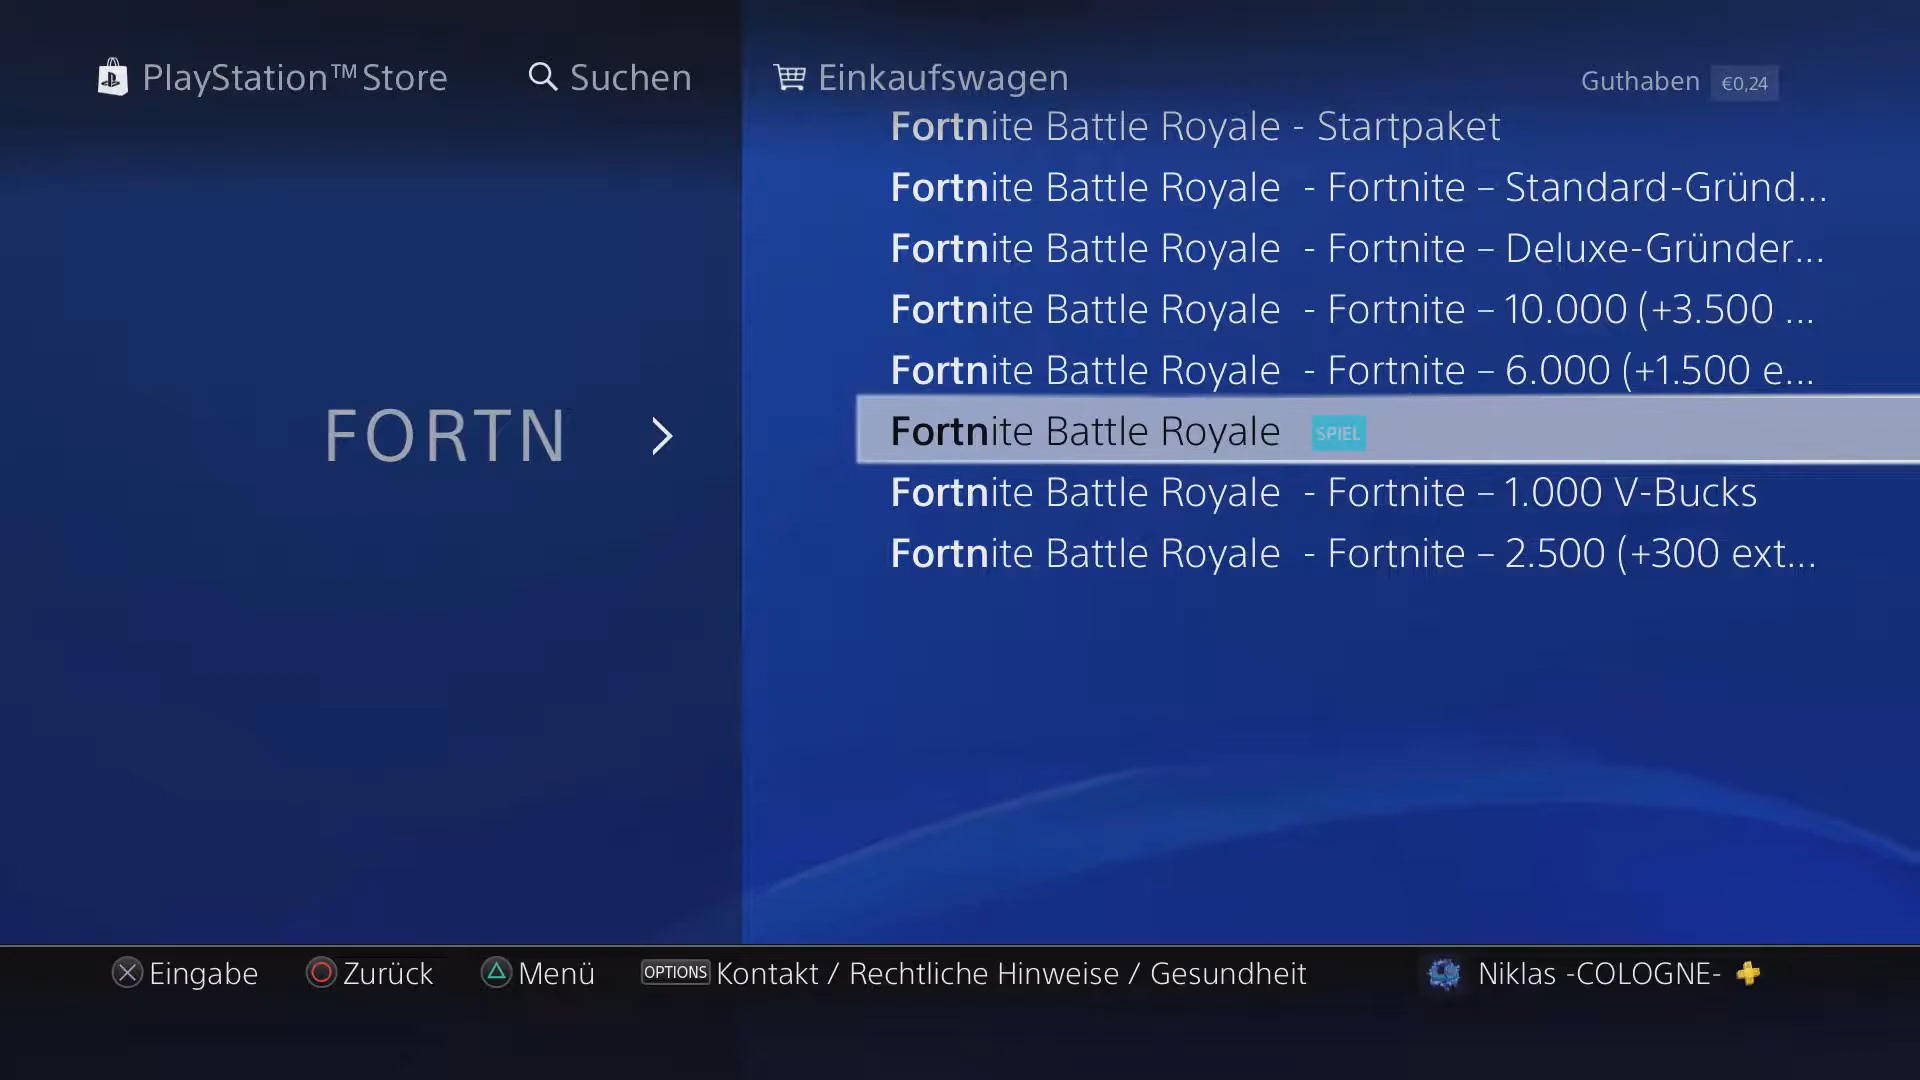 PlayStation™Store
Suchen
Einkaufswagen
Guthaben €0,24
Fortnite Battle Royale - Startpaket
Fortnite Battle Royale - Fortnite – Standard-Gründ...
Fortnite Battle Royale - Fortnite – Deluxe-Gründer...
Fortnite Battle Royale - Fortnite – 10.000 (+3.500 ...
Fortnite Battle Royale - Fortnite – 6.000 (+1.500 e...
FORTN
Fortnite Battle Royale SPIEL
Fortnite Battle Royale - Fortnite – 1.000 V-Bucks
Fortnite Battle Royale - Fortnite – 2.500 (+300 ext...
Eingabe Zurück Menü OPTIONS Kontakt / Rechtliche Hinweise / Gesundheit Niklas -COLOGNE-